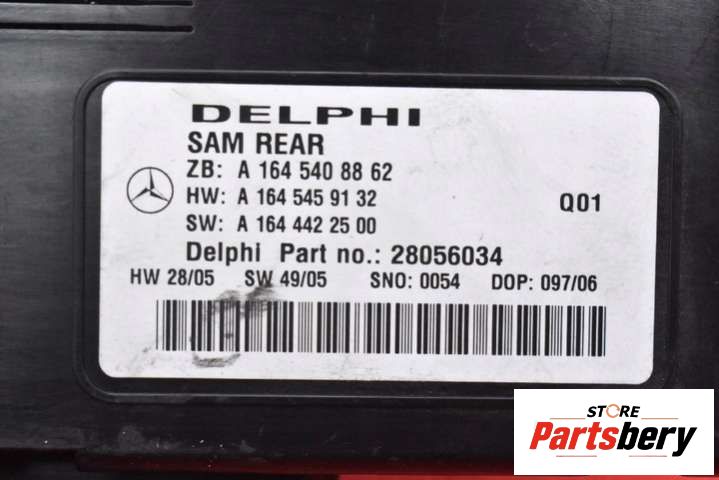 DELPHI
SAM REAR
ZB: A 164 540 88 62
HW: A 164 545 91 32
Q01
SW: A 164 442 25 00
Delphi Part no.: 28056034
HW 28/05 SW 49/05 SNO: 0054 DOP: 097/06
STORE
Partsbery